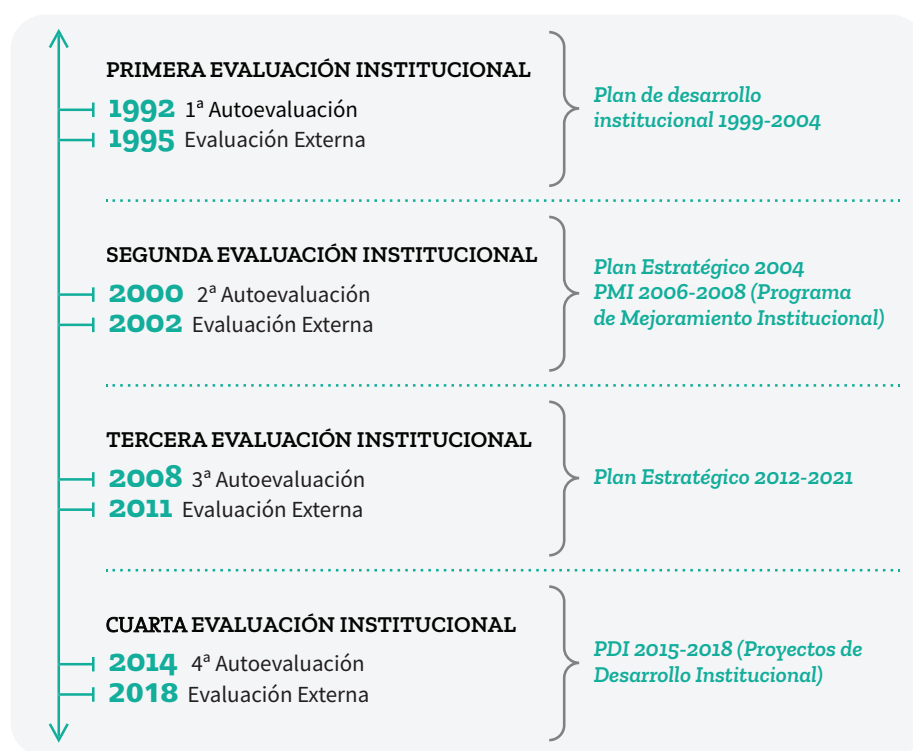 PRIMERA EVALUACIÓN INSTITUCIONAL
1992 1ª Autoevaluación
1995 Evaluación Externa
Plan de desarrollo
institucional 1999-2004
SEGUNDA EVALUACIÓN INSTITUCIONAL
2000 2ª Autoevaluación
2002 Evaluación Externa
Plan Estratégico 2004
PMI 2006-2008 (Programa
de Mejoramiento Institucional)
TERCERA EVALUACIÓN INSTITUCIONAL
2008 3ª Autoevaluación
2011 Evaluación Externa
Plan Estratégico 2012-2021
CUARTA EVALUACIÓN INSTITUCIONAL
2014 4ª Autoevaluación
2018 Evaluación Externa
PDI 2015-2018 (Proyectos de
Desarrollo Institucional)